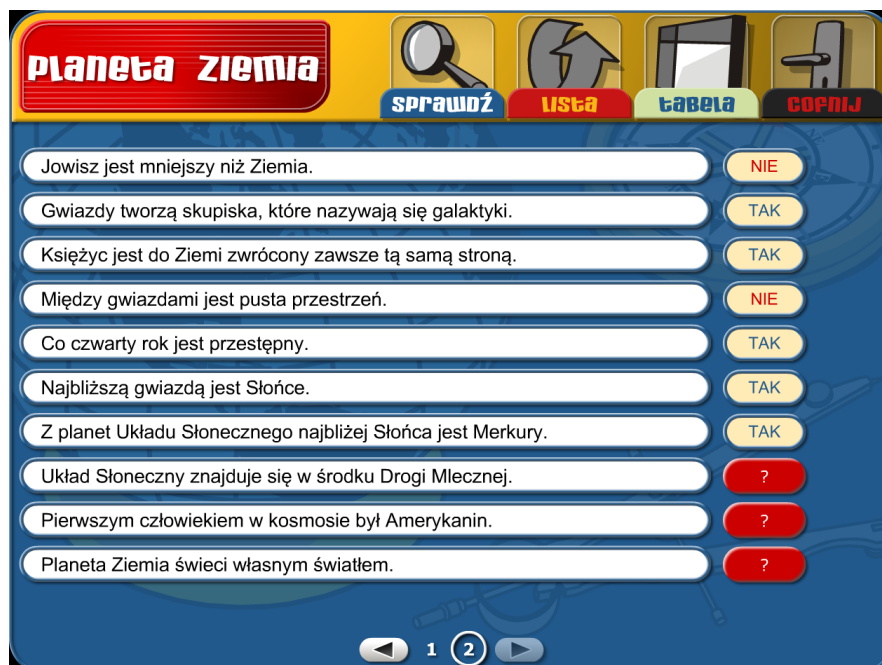 PLANETA ZIEMIA
SPRAWDŹ
LISTA
TABELA
COFNIJ
Jowisz jest mniejszy niż Ziemia. NIE
Gwiazdy tworzą skupiska, które nazywają się galaktyki. TAK
Księżyc jest do Ziemi zwrócony zawsze tą samą stroną. TAK
Między gwiazdami jest pusta przestrzeń. NIE
Co czwarty rok jest przestępny. TAK
Najbliższą gwiazdą jest Słońce. TAK
Z planet Układu Słonecznego najbliżej Słońca jest Merkury. TAK
Układ Słoneczny znajduje się w środku Drogi Mlecznej. ?
Pierwszym człowiekiem w kosmosie był Amerykanin. ?
Planeta Ziemia świeci własnym światłem. ?
1 2